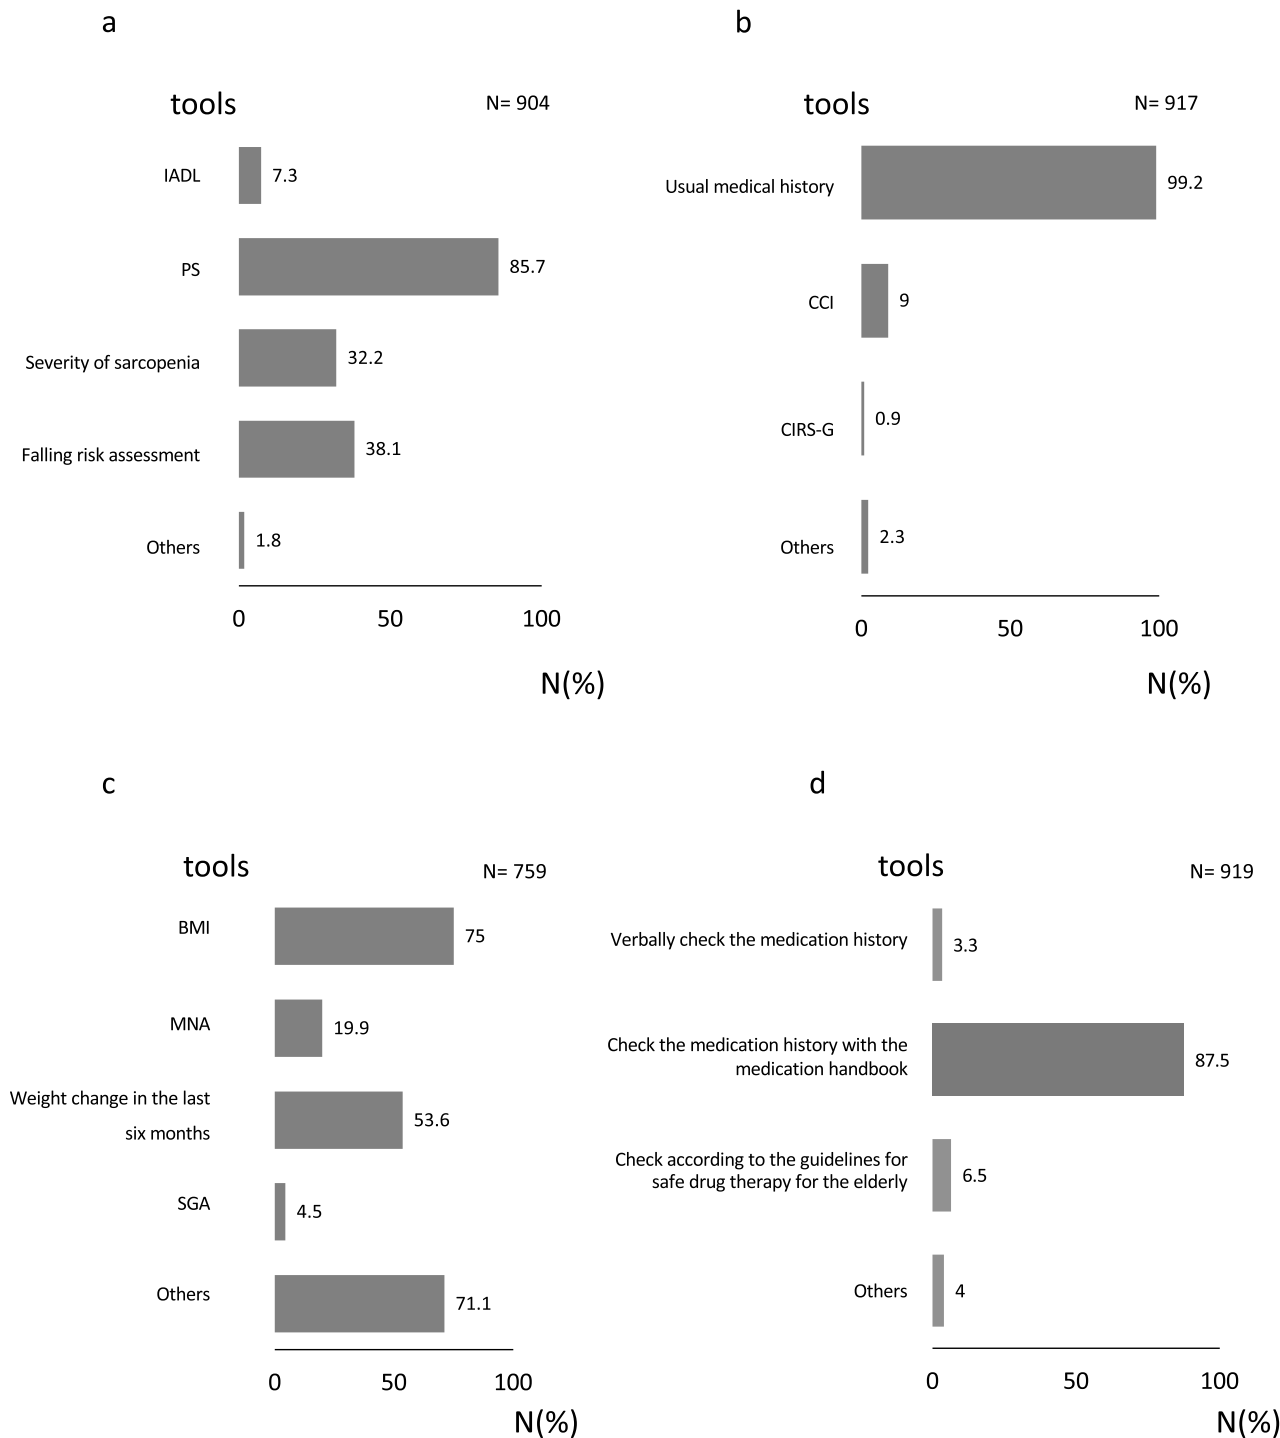 a
tools
N= 904
IADL
7.3
PS
85.7
Severity of sarcopenia
32.2
Falling risk assessment
38.1
Others
1.8
0
50
100
N(%)
b
tools
N= 917
Usual medical history
99.2
CCI
9
CIRS-G
0.9
Others
2.3
0
50
100
N(%)
c
tools
N= 759
BMI
75
MNA
19.9
Weight change in the last
six months
53.6
SGA
4.5
Others
71.1
0
50
100
N(%)
d
tools
N= 919
Verbally check the medication history
3.3
Check the medication history with the
medication handbook
87.5
Check according to the guidelines for
safe drug therapy for the elderly
6.5
Others
4
0
50
100
N(%)